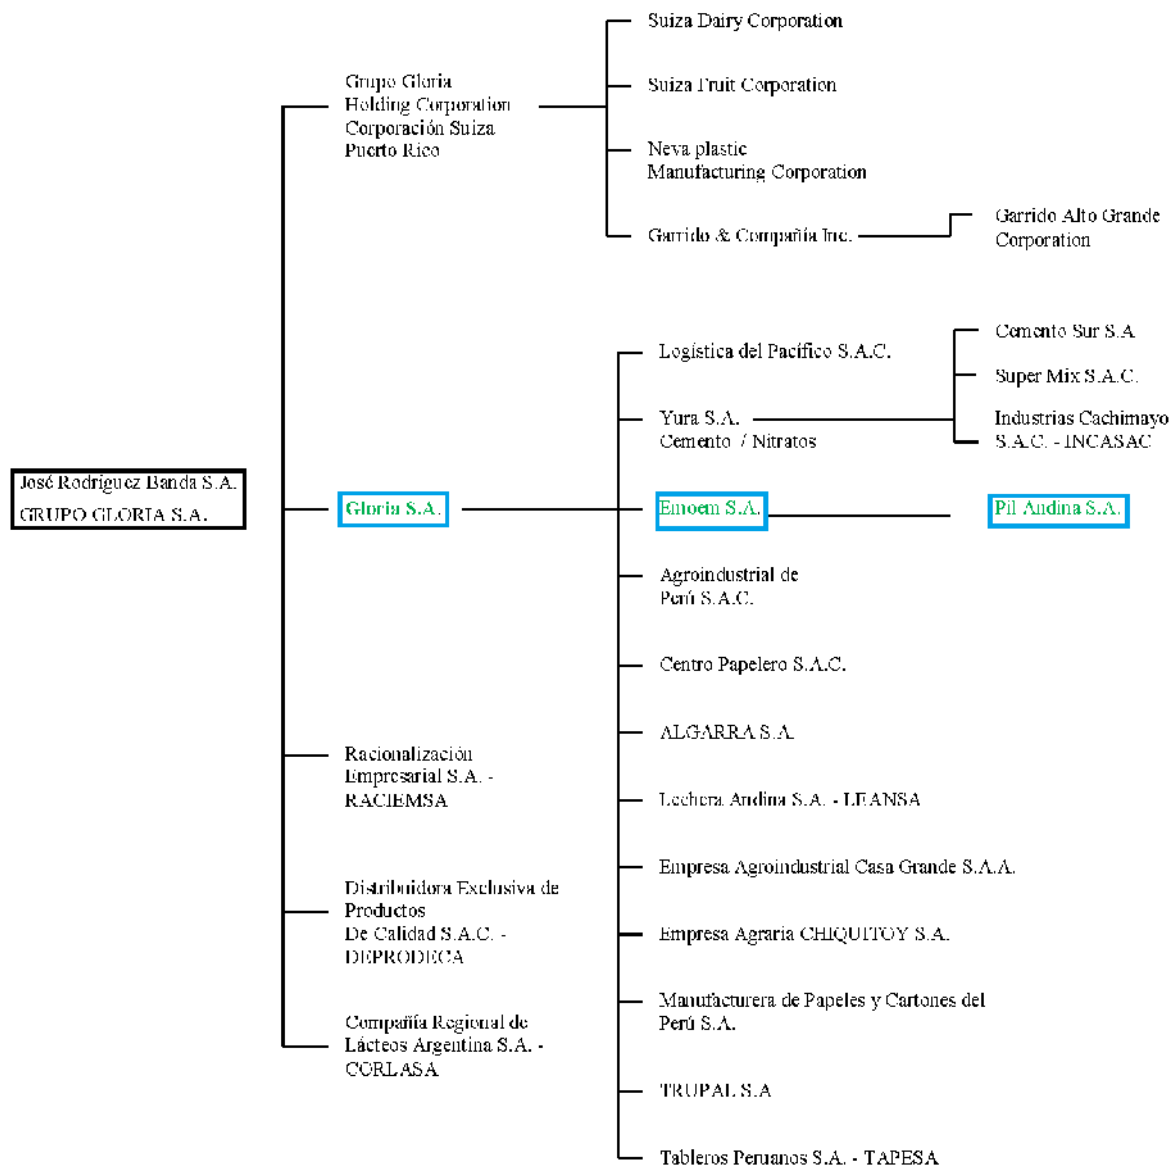 Suiza Dairy Corporation
Grupo Gloria
Holding Corporation
Corporación Suiza
Puerto Rico
Suiza Fruit Corporation
Neva plastic
Manufacturing Corporation
Garrido & Compañía Inc.
Garrido Alto Grande
Corporation
Logística del Pacífico S.A.C.
Yura S.A.
Cemento / Nitratos
Cemento Sur S.A
Super Mix S.A.C.
Industrias Cachimayo
S.A.C. - INCASAC
José Rodríguez Banda S.A.
GRUPO GLORIA S.A.
Gloria S.A.
Emoem S.A.
Pil Andina S.A.
Agroindustrial de
Perú S.A.C.
Centro Papelero S.A.C.
ALGARRA S.A.
Lechera Andina S.A. - LEANSA
Empresa Agroindustrial Casa Grande S.A.A.
Empresa Agraria CHIQUITOY S.A.
Manufacturera de Papeles y Cartones del
Perú S.A.
TRUPAL S.A
Tableros Peruanos S.A. - TAPESA
Racionalización
Empresarial S.A. -
RACIEMSA
Distribuidora Exclusiva de
Productos
De Calidad S.A.C. -
DEPRODECA
Compañía Regional de
Lácteos Argentina S.A. -
CORLASA